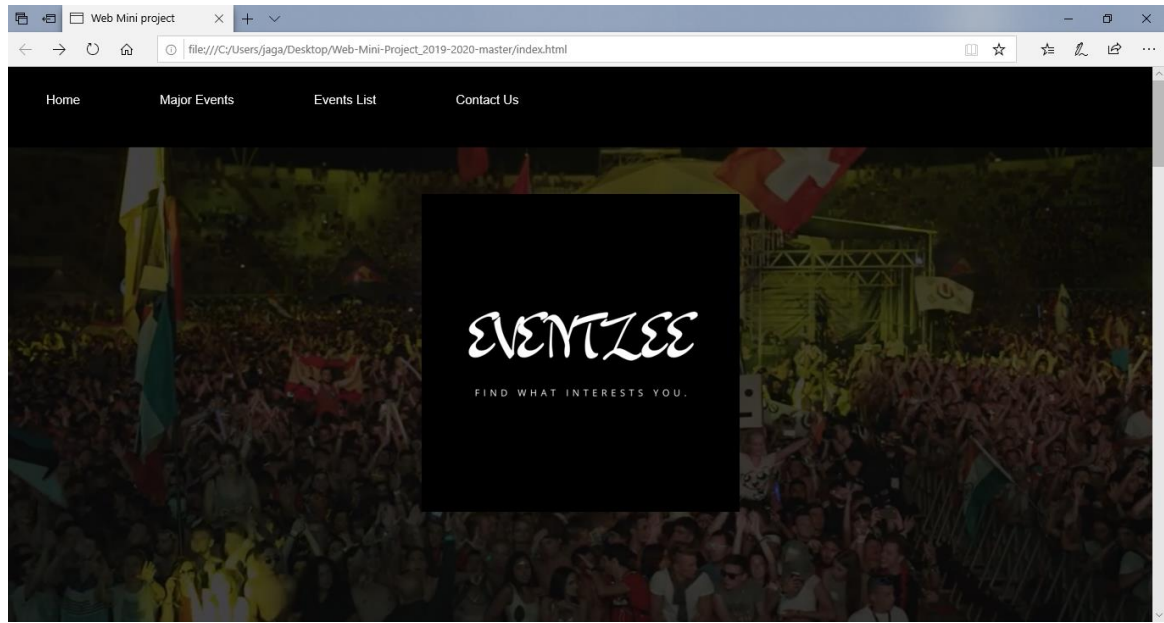 Web Mini project
file:///C:/Users/jaga/Desktop/Web-Mini-Project_2019-2020-master/index.html
Home Major Events Events List Contact Us
EVENTZEE
FIND WHAT INTERESTS YOU.